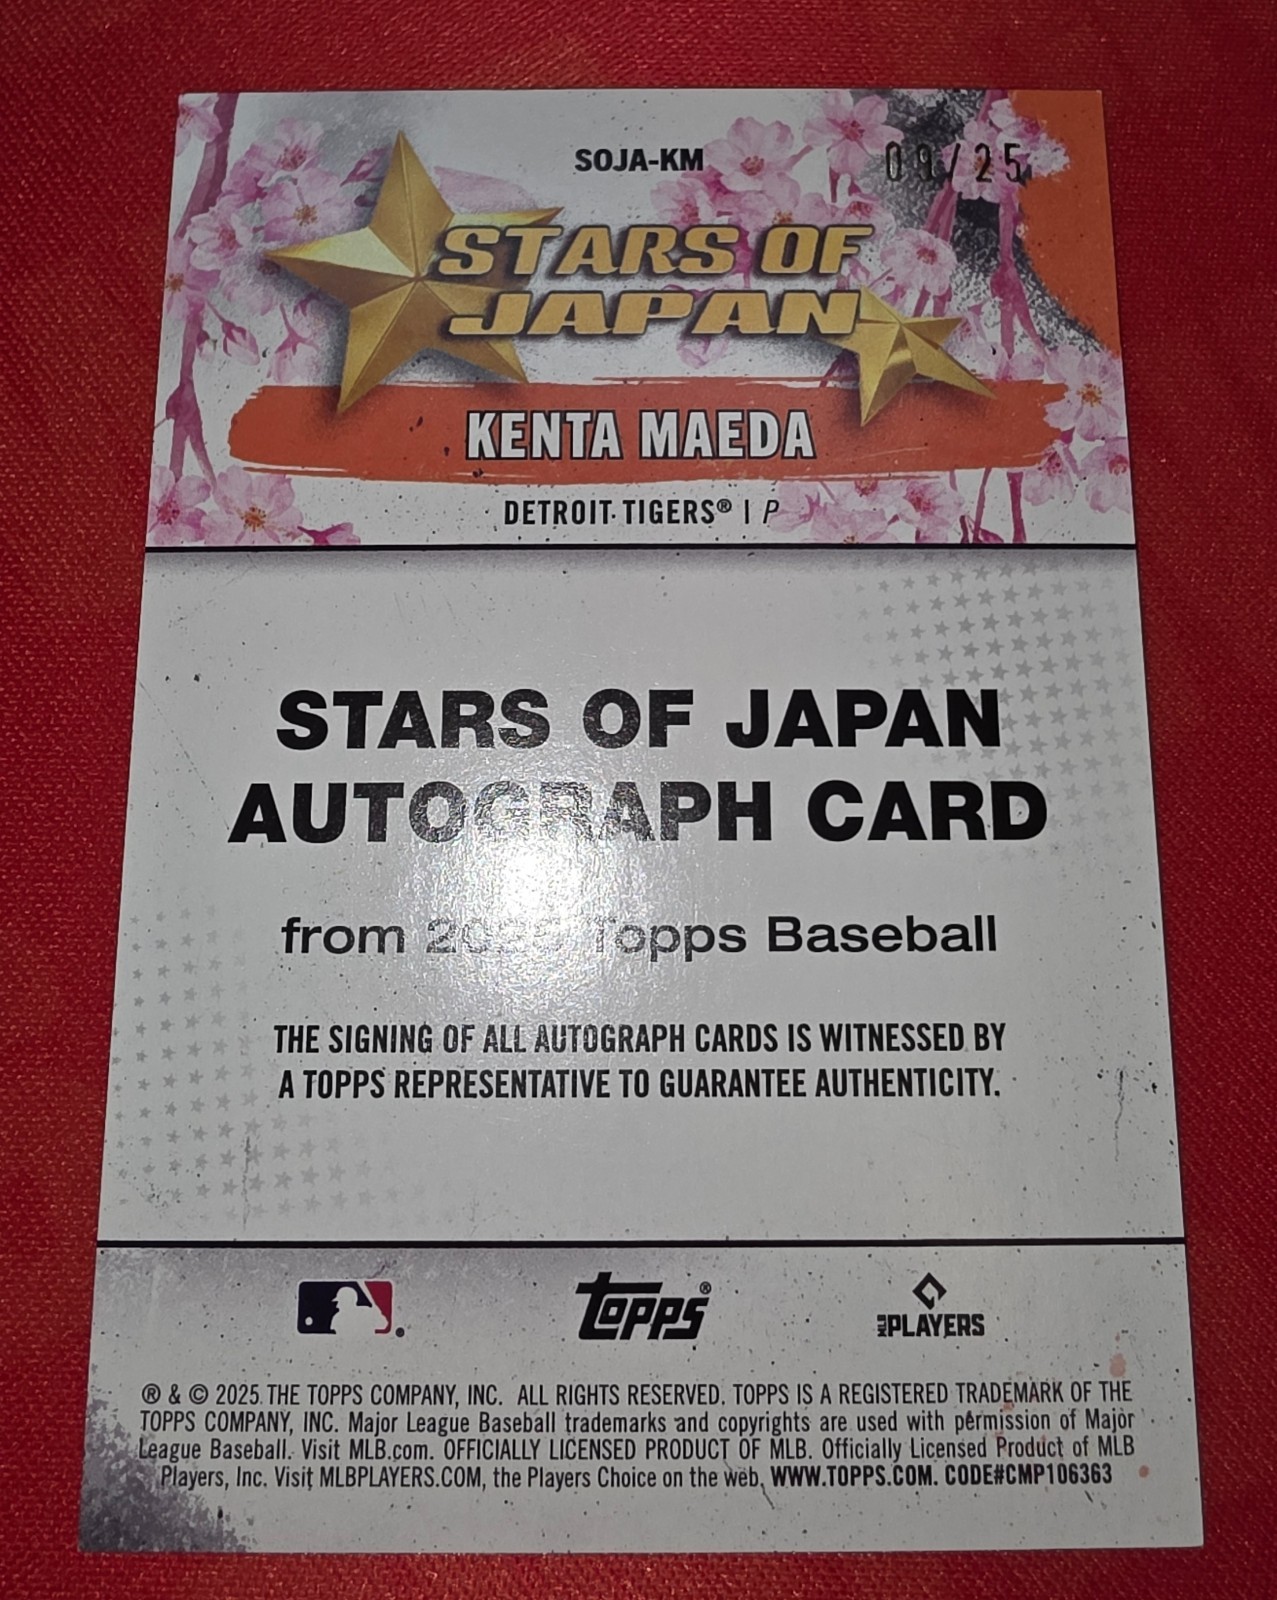 SOJA-KM
09/25
STARS OF
JAPAN
KENTA MAEDA
DETROIT TIGERS® | P
STARS OF JAPAN
AUTOGRAPH CARD
from 2025 Topps Baseball
THE SIGNING OF ALL AUTOGRAPH CARDS IS WITNESSED BY
A TOPPS REPRESENTATIVE TO GUARANTEE AUTHENTICITY.
topps®
MLB PLAYERS
® & © 2025 THE TOPPS COMPANY, INC. ALL RIGHTS RESERVED. TOPPS IS A REGISTERED TRADEMARK OF THE
TOPPS COMPANY, INC. Major League Baseball trademarks and copyrights are used with permission of Major
League Baseball. Visit MLB.com. OFFICIALLY LICENSED PRODUCT OF MLB. Officially Licensed Product of MLB
Players, Inc. Visit MLBPLAYERS.COM, the Players Choice on the web. WWW.TOPPS.COM. CODE#CMP106363